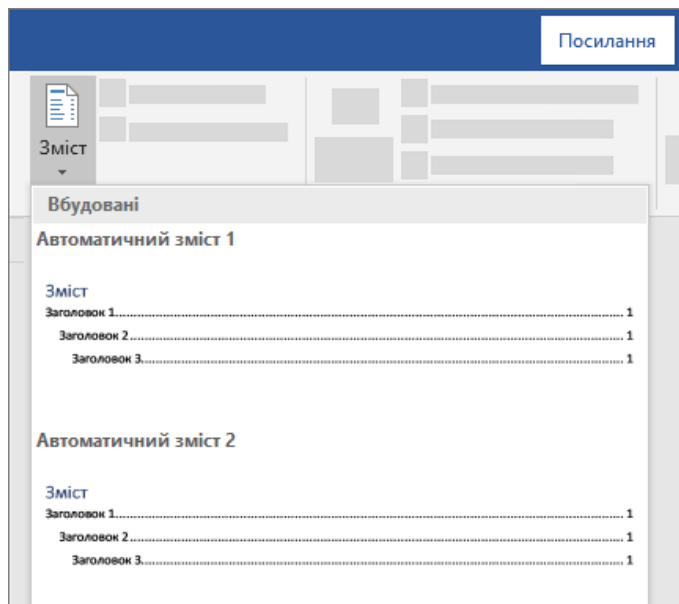 Посилання
Зміст
Вбудовані
Автоматичний зміст 1
Зміст
Заголовок 1 1
Заголовок 2 1
Заголовок 3 1
Автоматичний зміст 2
Зміст
Заголовок 1 1
Заголовок 2 1
Заголовок 3 1